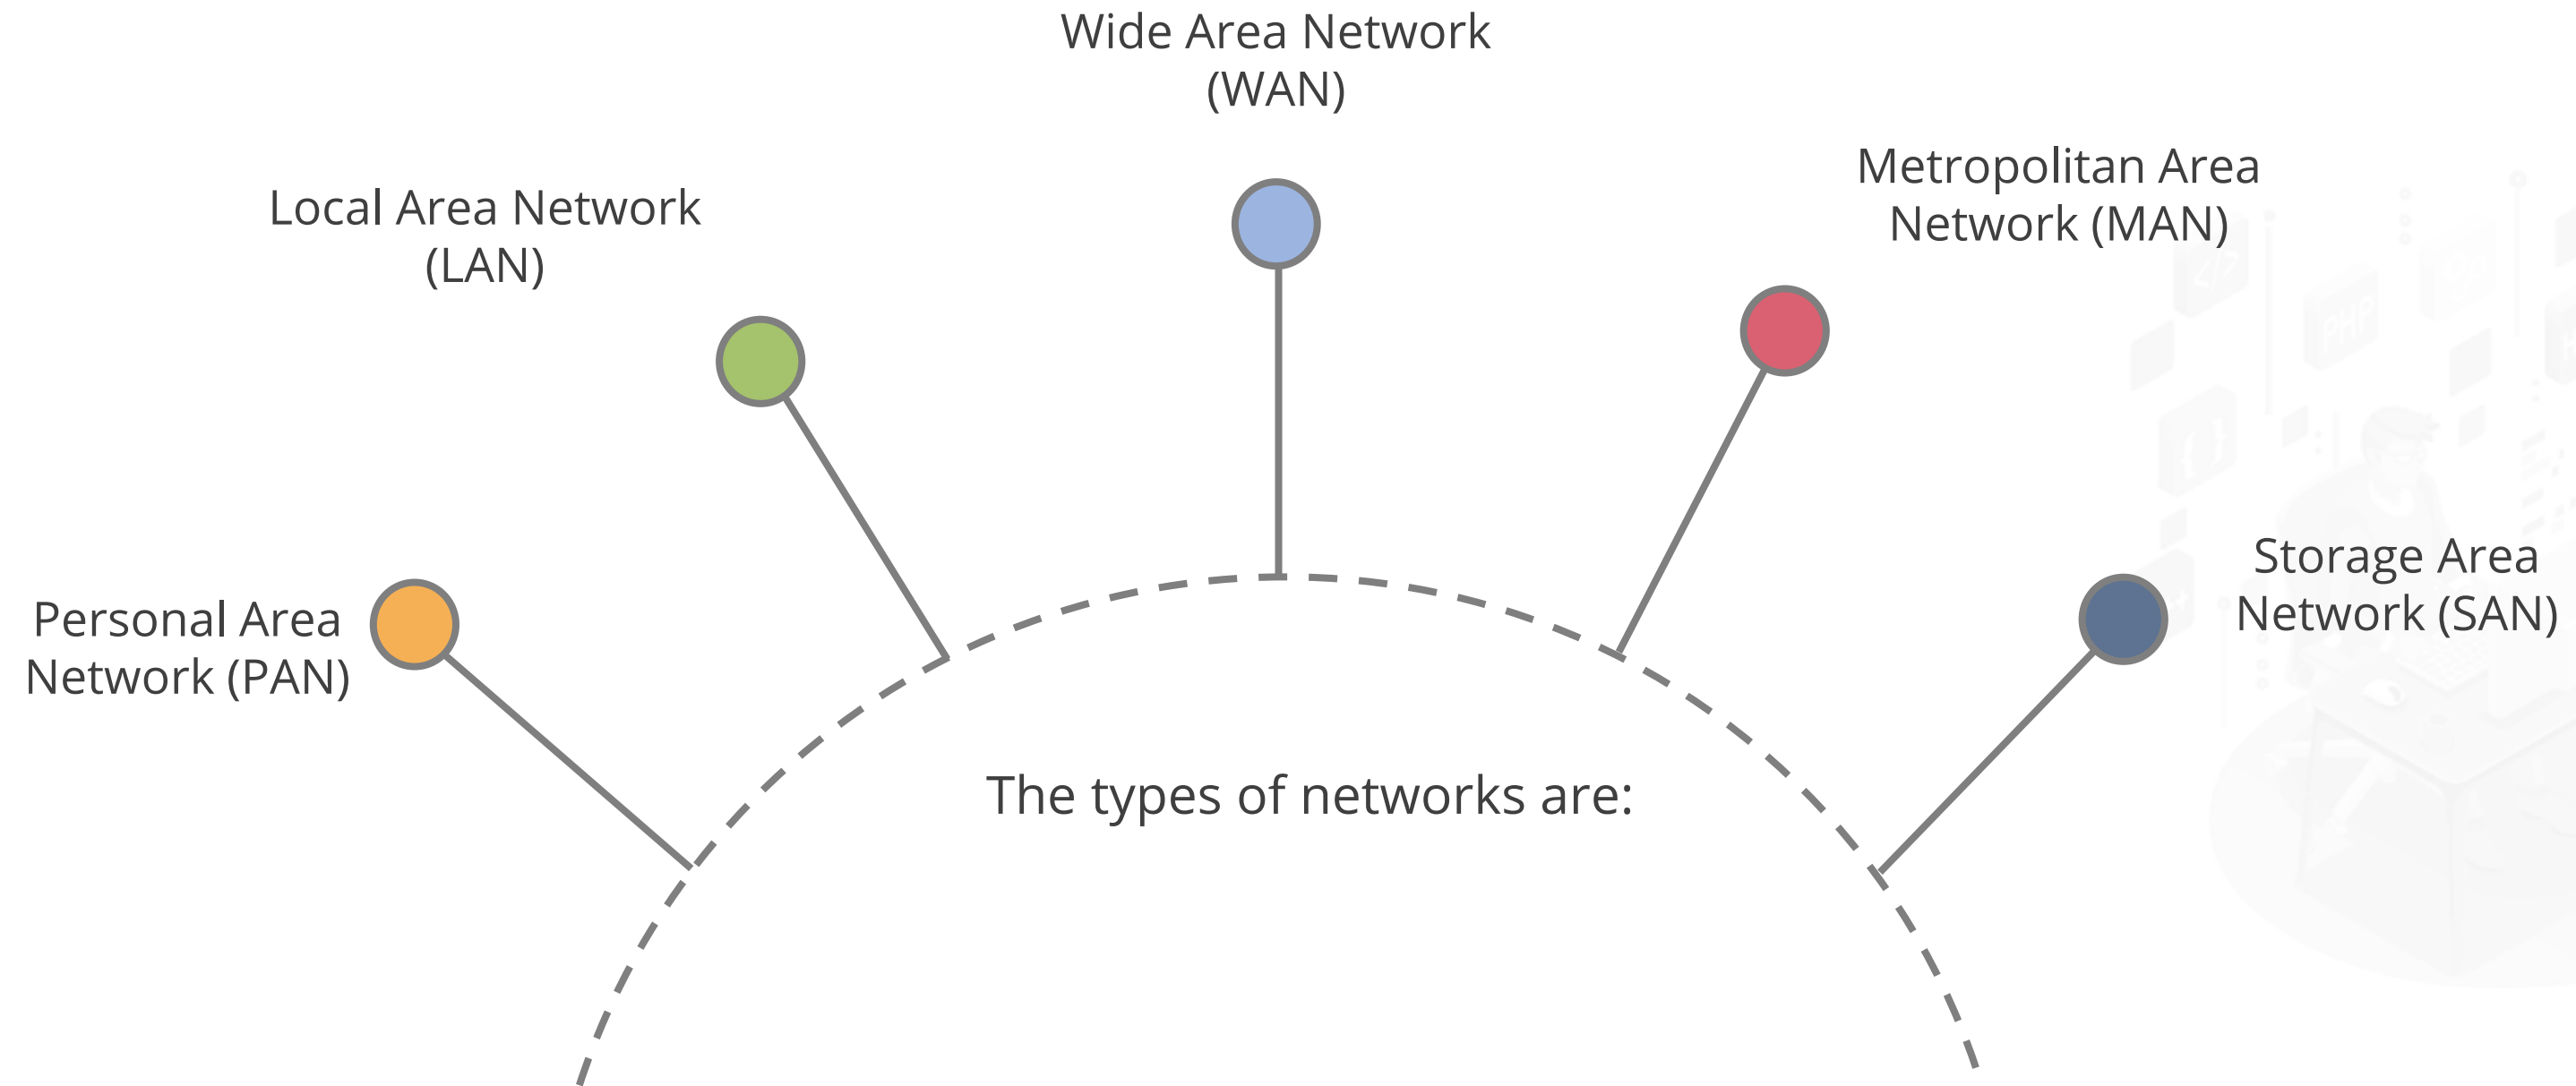 Wide Area Network
(WAN)
Metropolitan Area
Network (MAN)
Local Area Network
(LAN)
Personal Area
Network (PAN)
Storage Area
Network (SAN)
The types of networks are:
</>
PHP
{ }